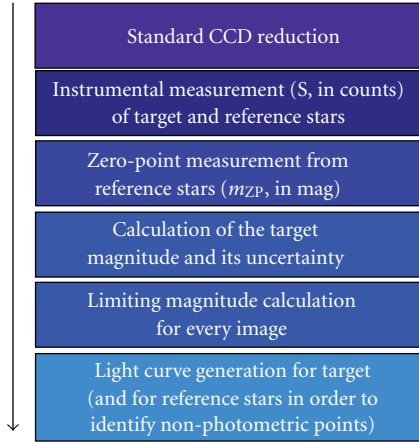 Standard CCD reduction
Instrumental measurement (S, in counts)
of target and reference stars
Zero-point measurement from
reference stars (m_ZP, in mag)
Calculation of the target
magnitude and its uncertainty
Limiting magnitude calculation
for every image
Light curve generation for target
(and for reference stars in order to
identify non-photometric points)